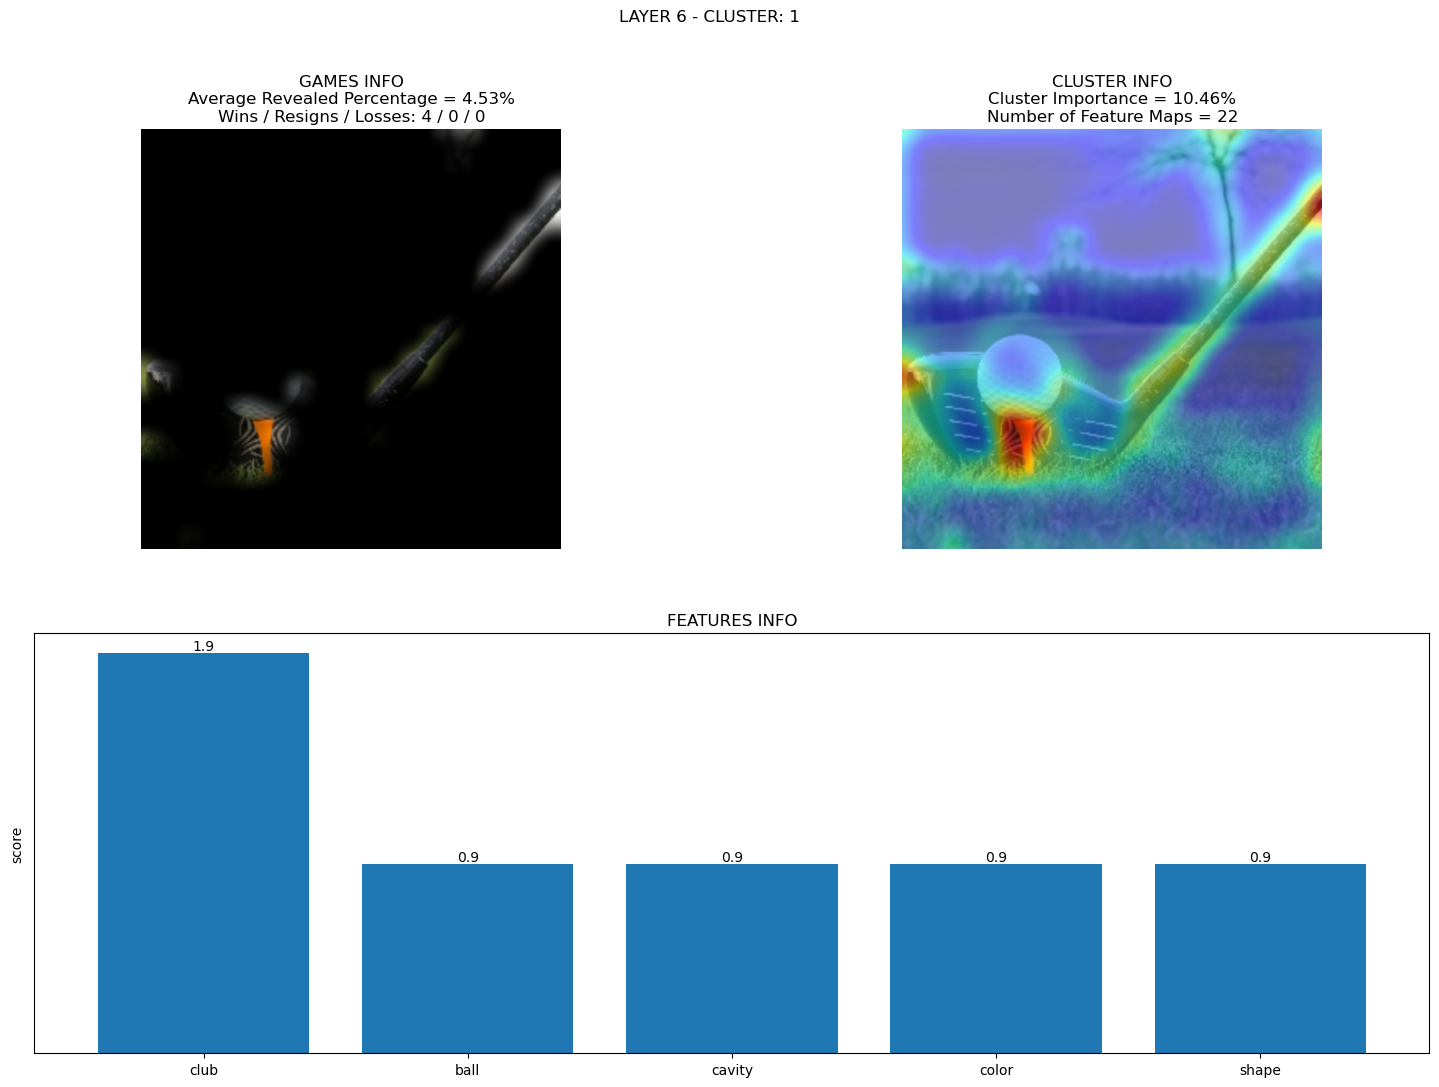 LAYER 6 - CLUSTER: 1
GAMES INFO
Average Revealed Percentage = 4.53%
Wins / Resigns / Losses: 4 / 0 / 0
CLUSTER INFO
Cluster Importance = 10.46%
Number of Feature Maps = 22
FEATURES INFO
score
1.9
0.9
0.9
0.9
0.9
club
ball
cavity
color
shape